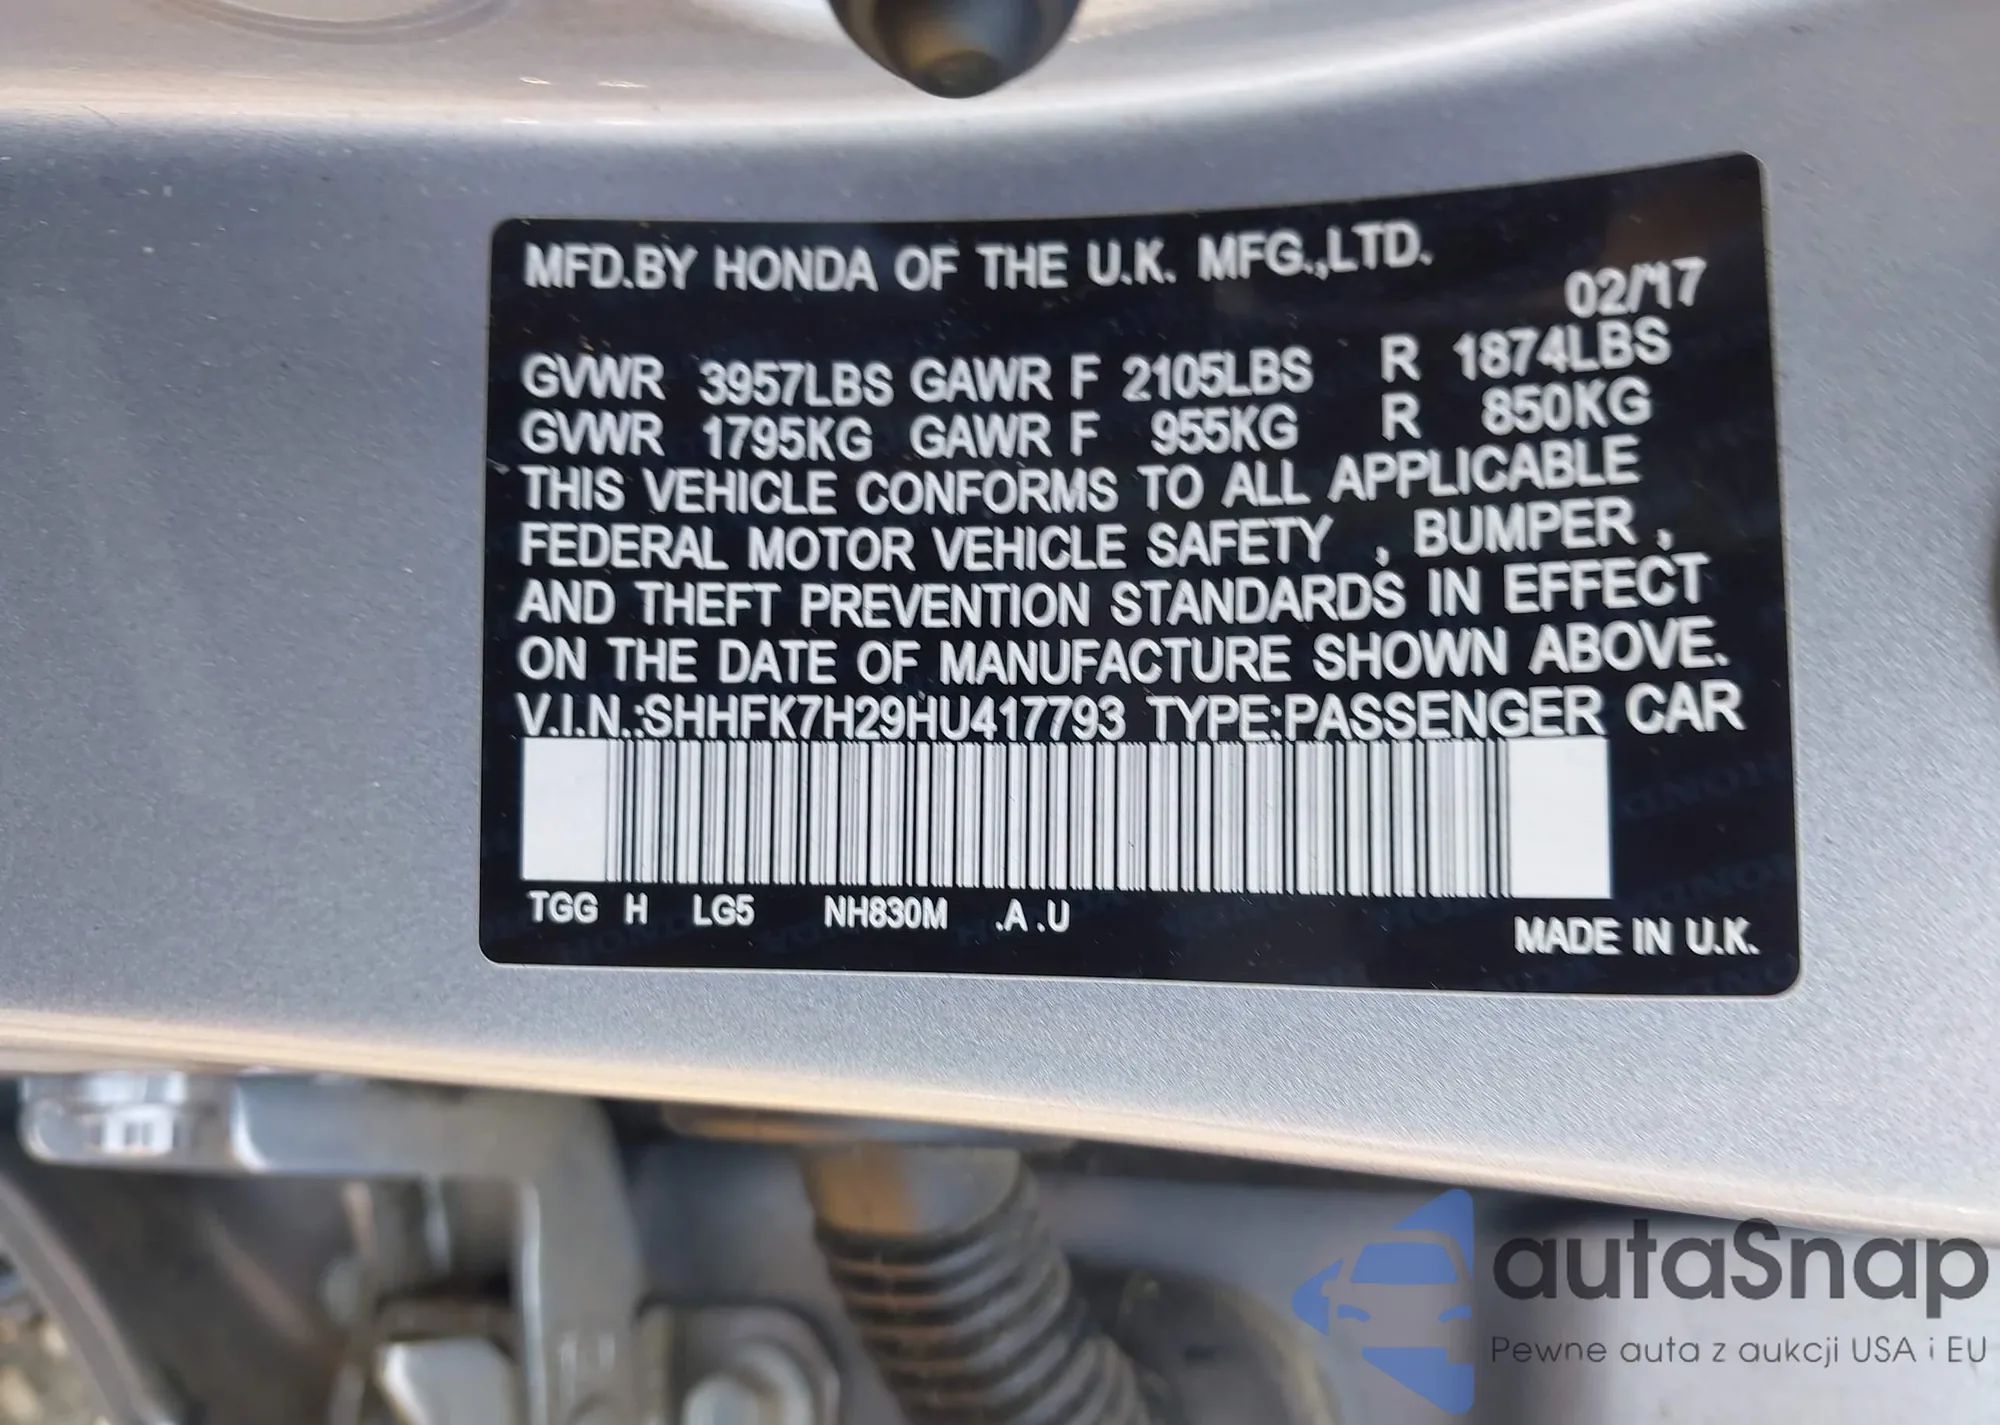 MFD.BY HONDA OF THE U.K. MFG.,LTD.
02/'17
GVWR 3957LBS GAWR F 2105LBS R 1874LBS
GVWR 1795KG GAWR F 955KG R 850KG
THIS VEHICLE CONFORMS TO ALL APPLICABLE
FEDERAL MOTOR VEHICLE SAFETY , BUMPER ,
AND THEFT PREVENTION STANDARDS IN EFFECT
ON THE DATE OF MANUFACTURE SHOWN ABOVE.
V.I.N.:SHHFK7H29HU417793 TYPE:PASSENGER CAR
TGG H LG5 NH830M .A .U
MADE IN U.K.
autaSnap
Pewne auta z aukcji USA i EU